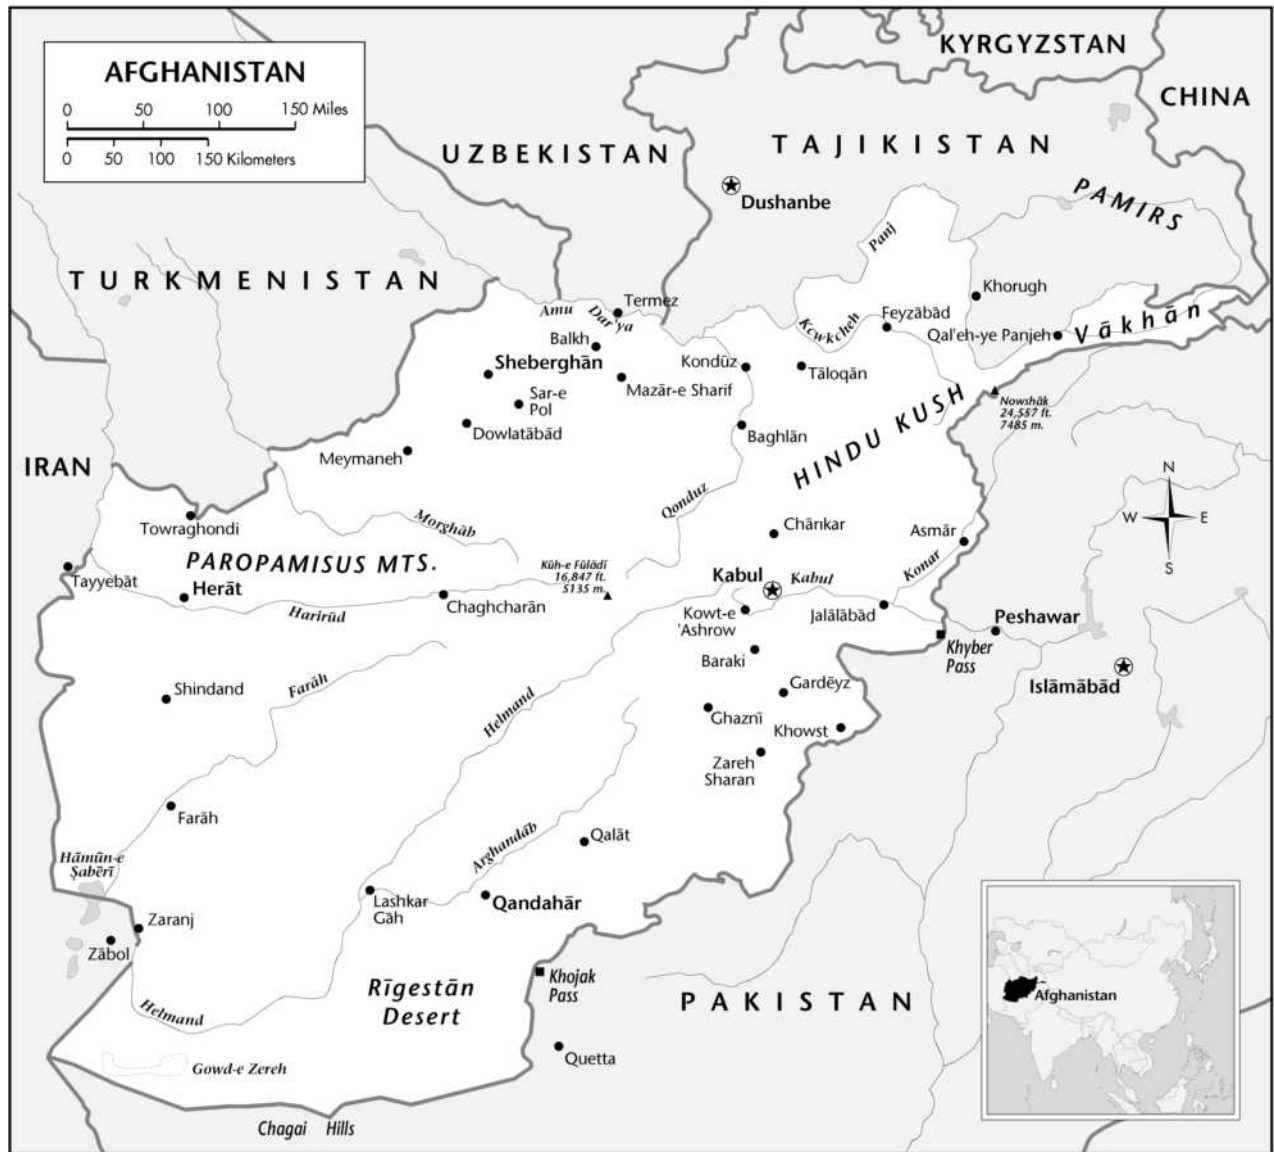 AFGHANISTAN
0 50 100 150 Miles
0 50 100 150 Kilometers
KYRGYZSTAN
CHINA
UZBEKISTAN
TAJIKISTAN
Dushanbe
PAMIRS
TURKMENISTAN
Panj
Khorugh
Termez
Amu Dar'ya
Kcwkcheh
Feyzābād
Vākhān
Balkh
Qal'eh-ye Panjeh
Sheberghān
Kondūz
Tāloqān
Mazār-e Sharif
Sar-e
Pol
Nowshāk
24,557 ft.
7485 m.
HINDU KUSH
Dowlatābād
Baghlān
Meymaneh
IRAN
N
W E
S
Qonduz
Towraghondi
Morghāb
Chārıkar
Asmār
PAROPAMISUS MTS.
Kūh-e Fūlādī
16,847 ft.
5135 m.
Tayyebāt
Herāt
Kabul
Kabul
Konar
Chaghcharān
Harirūd
Kowt-e
'Ashrow
Jalālābād
Peshawar
Khyber
Pass
Baraki
Islāmābād
Shindand
Farāh
Helmand
Gardēyz
Ghaznī
Khowst
Zareh
Sharan
Farāh
Arghandāb
Qalāt
Hāmūn-e
Şabērī
Lashkar
Gāh
Qandahār
Zaranj
Zābol
Rīgestān
Desert
Khojak
Pass
PAKISTAN
Afghanistan
Helmand
Quetta
Gowd-e Zereh
Chagai Hills